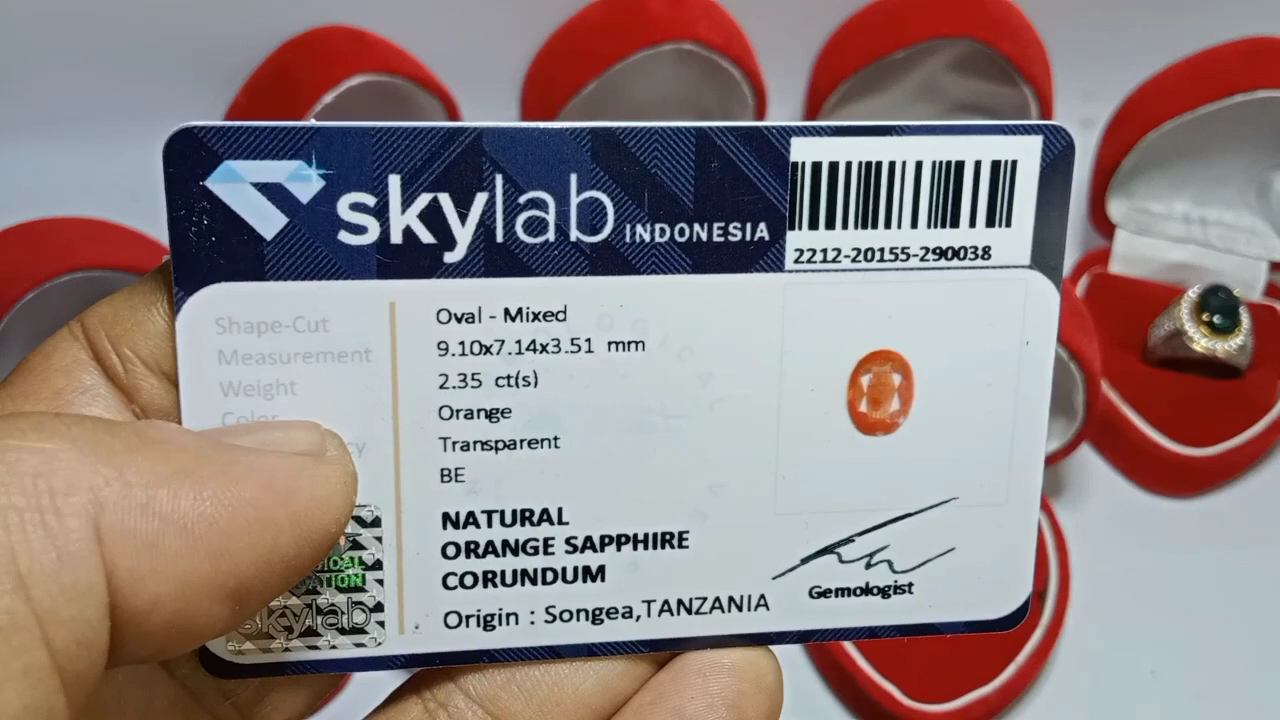 skylab INDONESIA
2212-20155-290038
Shape-Cut Oval - Mixed
Measurement 9.10x7.14x3.51 mm
Weight 2.35 ct(s)
Color Orange
Transparent
BE
NATURAL
ORANGE SAPPHIRE
CORUNDUM
Origin : Songea,TANZANIA
Gemologist
skylab